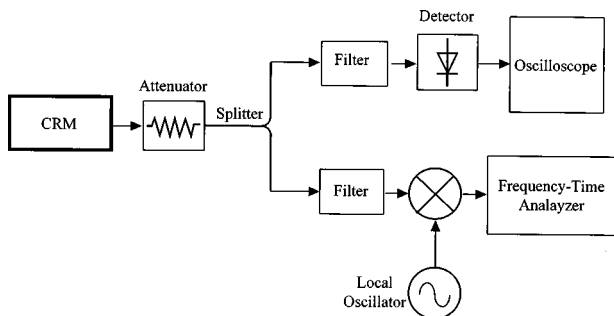 Detector
Filter
Oscilloscope
Attenuator
CRM
Splitter
Filter
Frequency-Time
Analayzer
Local
Oscillator